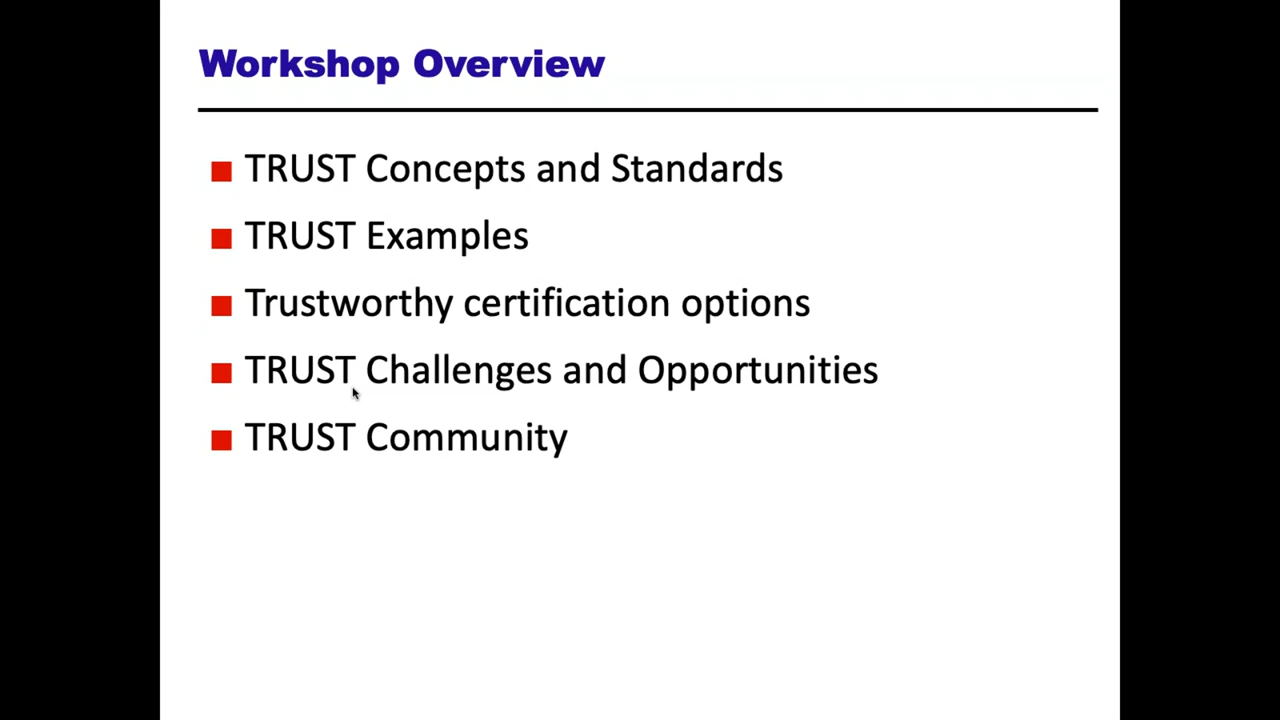 Workshop Overview
TRUST Concepts and Standards
TRUST Examples
Trustworthy certification options
TRUST Challenges and Opportunities
TRUST Community